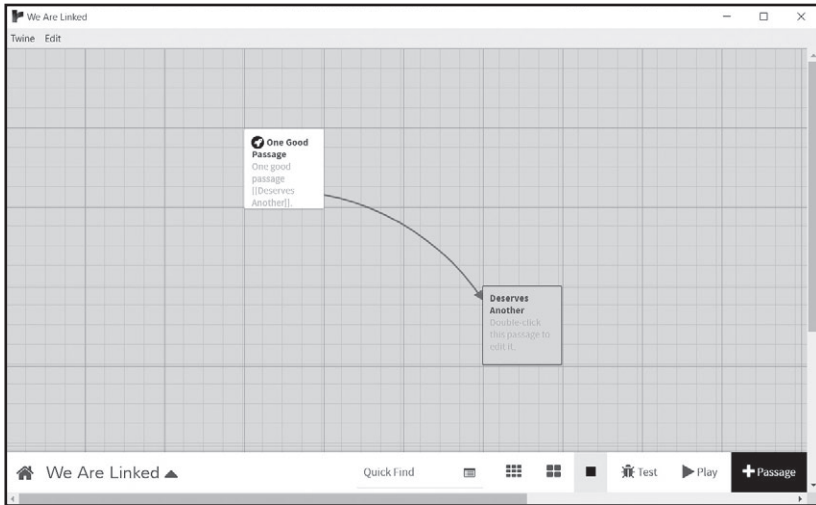 We Are Linked
Twine Edit
One Good
Passage
One good
passage
[[Deserves
Another]].
Deserves
Another
Double-click
this passage to
edit it.
We Are Linked
Quick Find
Test
Play
Passage